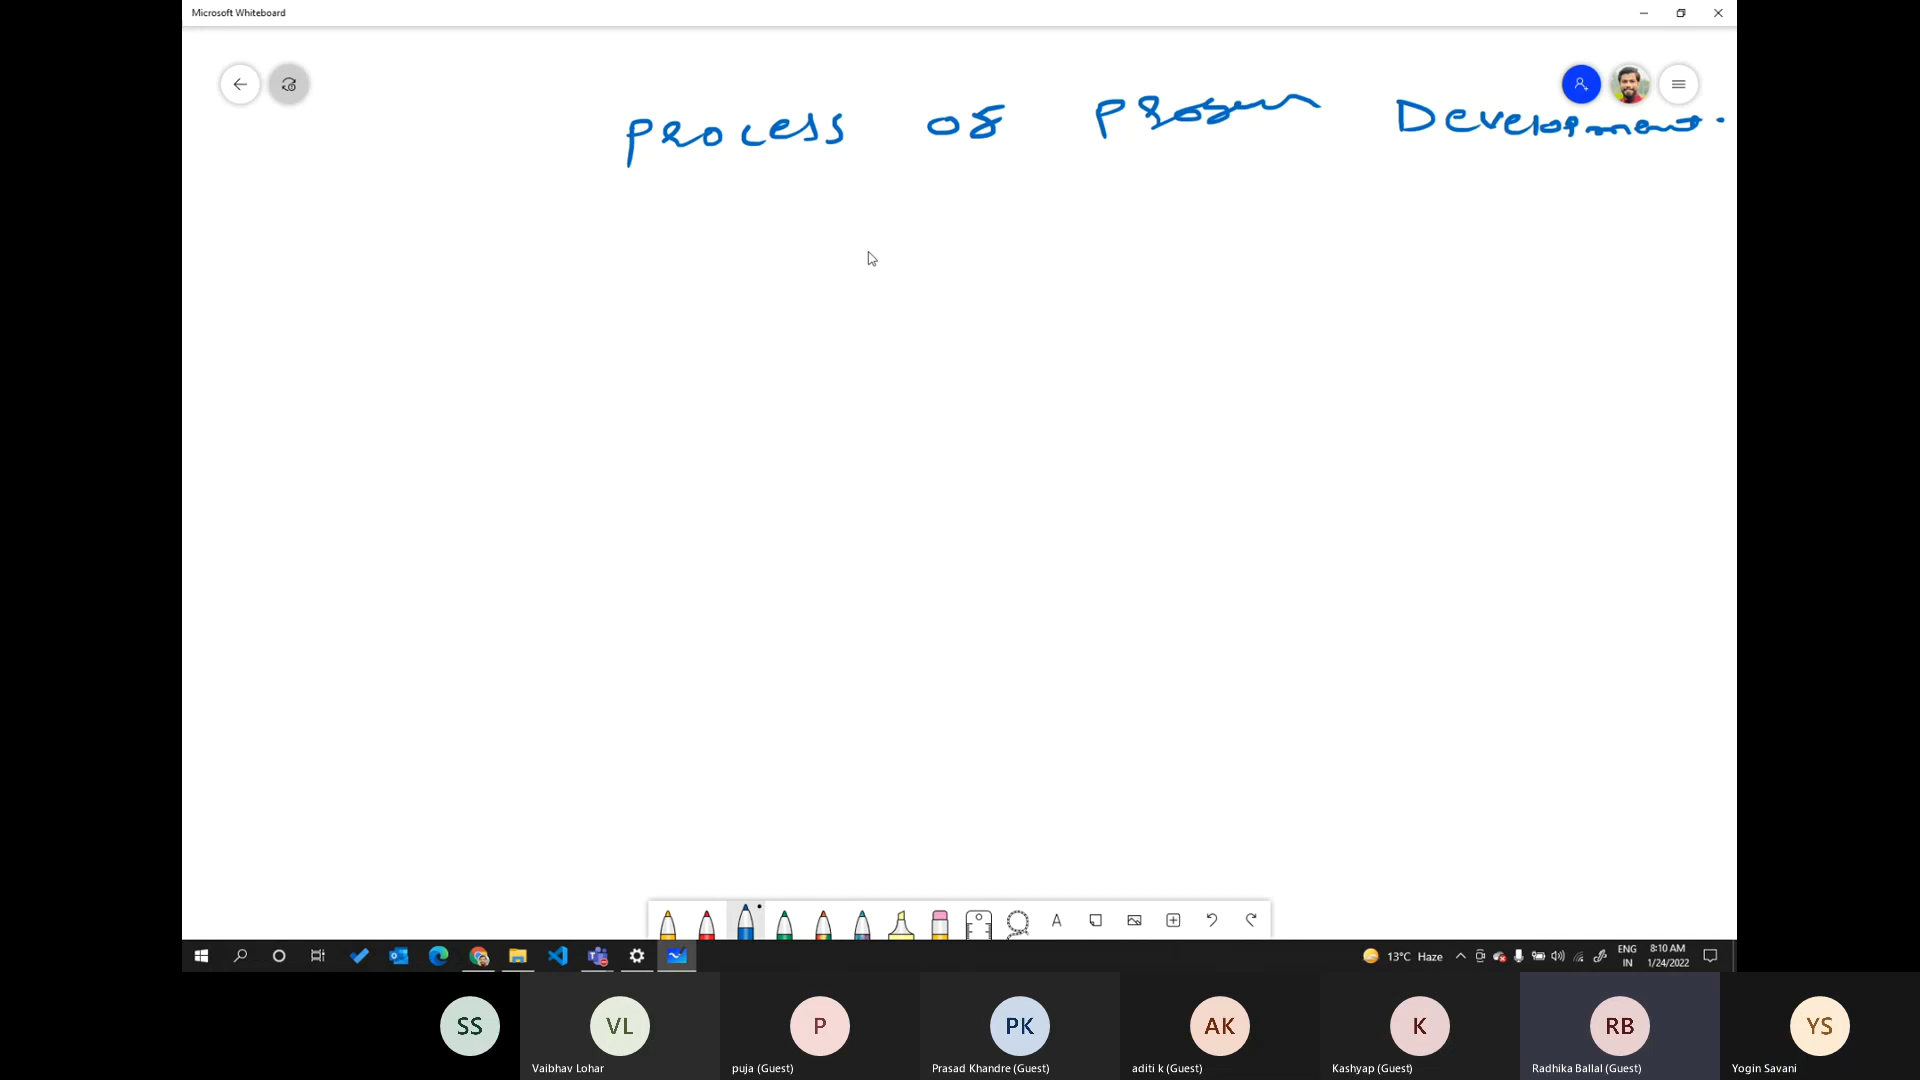 Microsoft Whiteboard
Process of Program Development.
A
13°C Haze
ENG
IN
8:10 AM
1/24/2022
SS
VL
P
PK
AK
K
RB
YS
Vaibhav Lohar
puja (Guest)
Prasad Khandre (Guest)
aditi k (Guest)
Kashyap (Guest)
Radhika Ballal (Guest)
Yogin Savani